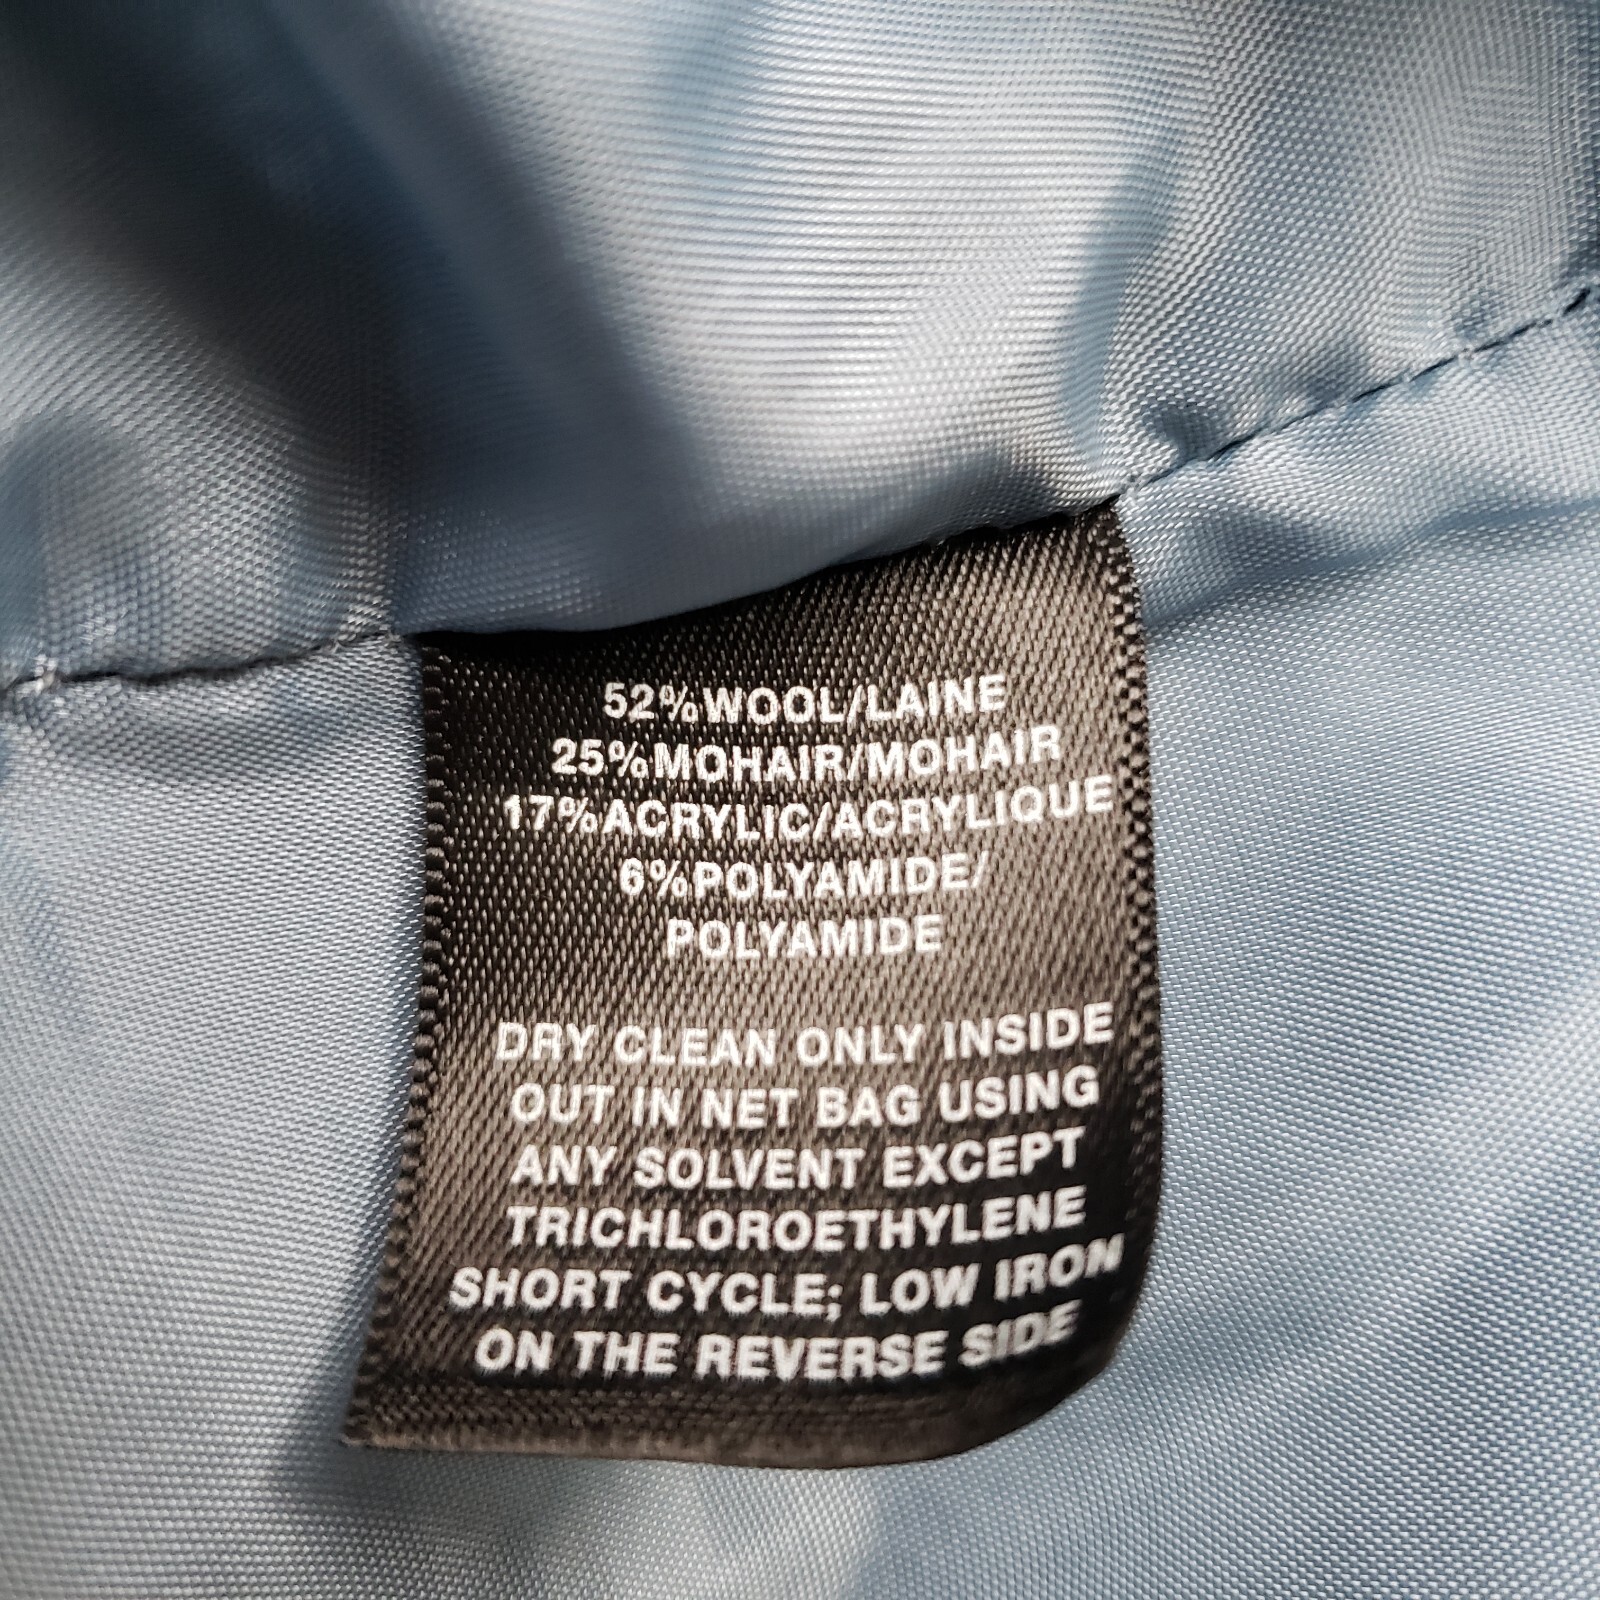 52%WOOL/LAINE
25%MOHAIR/MOHAIR
17%ACRYLIC/ACRYLIQUE
6%POLYAMIDE/
POLYAMIDE
DRY CLEAN ONLY INSIDE
OUT IN NET BAG USING
ANY SOLVENT EXCEPT
TRICHLOROETHYLENE
SHORT CYCLE; LOW IRON
ON THE REVERSE SIDE